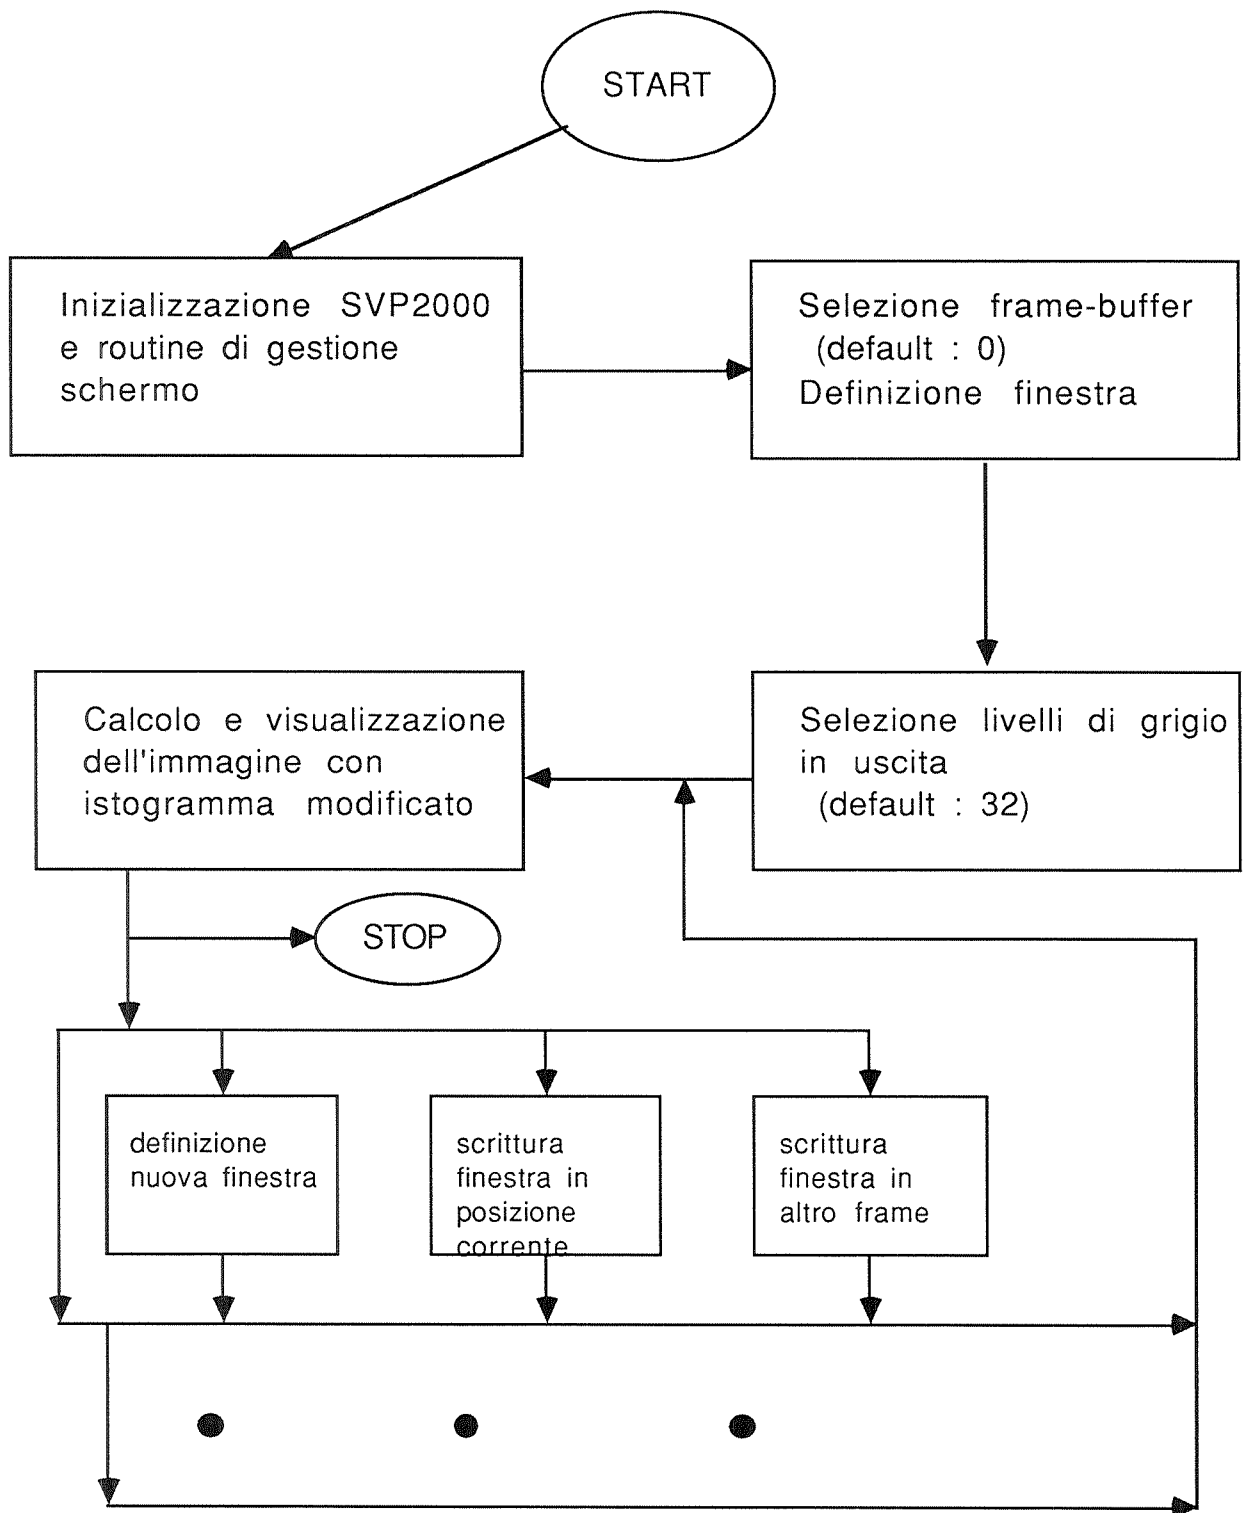 START
Inizializzazione SVP2000
e routine di gestione
schermo
Selezione frame-buffer
(default : 0)
Definizione finestra
Calcolo e visualizzazione
dell'immagine con
istogramma modificato
Selezione livelli di grigio
in uscita
(default : 32)
STOP
definizione
nuova finestra
scrittura
finestra in
posizione
corrente
scrittura
finestra in
altro frame